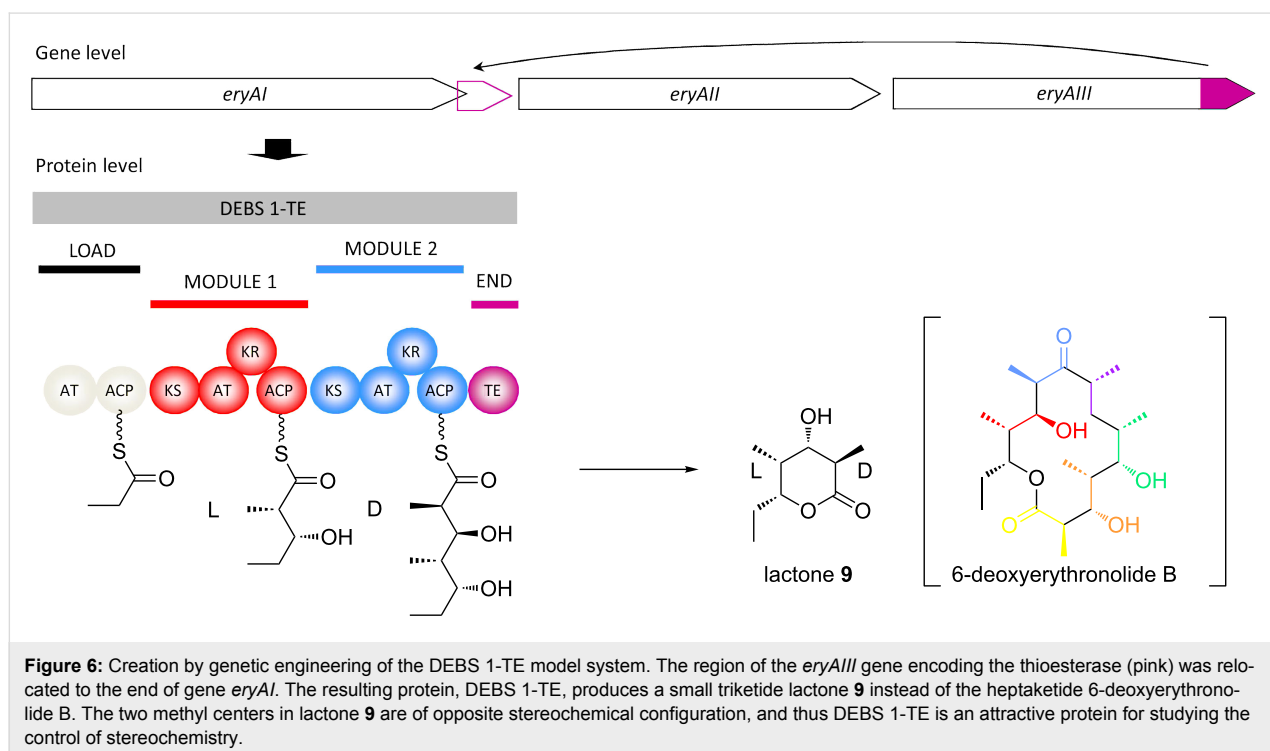 Gene level
eryAI
eryAII
eryAIII
Protein level
DEBS 1-TE
LOAD
MODULE 1
MODULE 2
END
AT
ACP
KS
AT
KR
ACP
KS
AT
KR
ACP
TE
S
O
L
OH
S
O
D
OH
OH
S
O
OH
L
D
O
O
lactone 9
O
OH
O
O
OH
OH
6-deoxyerythronolide B
Figure 6: Creation by genetic engineering of the DEBS 1-TE model system. The region of the eryAIII gene encoding the thioesterase (pink) was relo-
cated to the end of gene eryAI. The resulting protein, DEBS 1-TE, produces a small triketide lactone 9 instead of the heptaketide 6-deoxyerythrono-
lide B. The two methyl centers in lactone 9 are of opposite stereochemical configuration, and thus DEBS 1-TE is an attractive protein for studying the
control of stereochemistry.